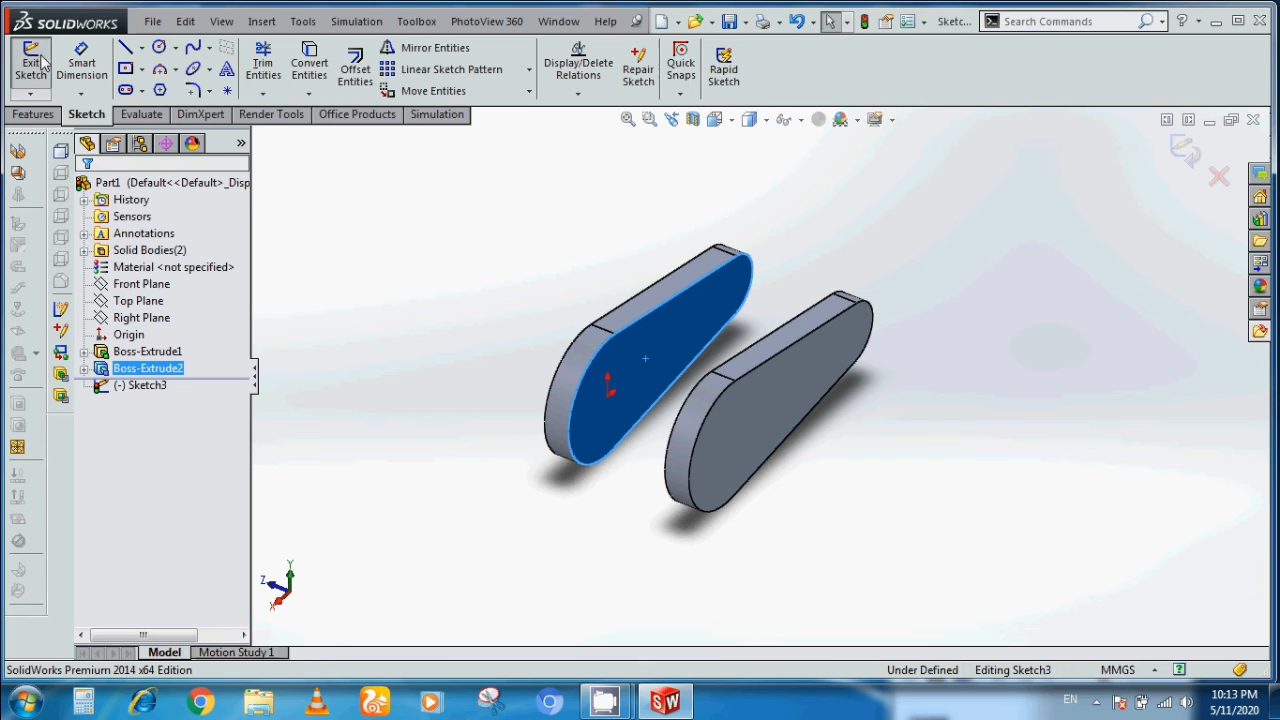 SOLIDWORKS File Edit View Insert Tools Simulation Toolbox PhotoView 360 Window Help Sketc... Search Commands
Exit Sketch
Smart Dimension
Trim Entities
Convert Entities
Offset Entities
Mirror Entities
Linear Sketch Pattern
Move Entities
Display/Delete Relations
Repair Sketch
Quick Snaps
Rapid Sketch
Features Sketch Evaluate DimXpert Render Tools Office Products Simulation
Part1 (Default<<Default>_Disp
History
Sensors
Annotations
Solid Bodies(2)
Material <not specified>
Front Plane
Top Plane
Right Plane
Origin
Boss-Extrude1
Boss-Extrude2
(-) Sketch3
Y
Z
X
Model Motion Study 1
SolidWorks Premium 2014 x64 Edition Under Defined Editing Sketch3 MMGS
EN 10:13 PM
5/11/2020